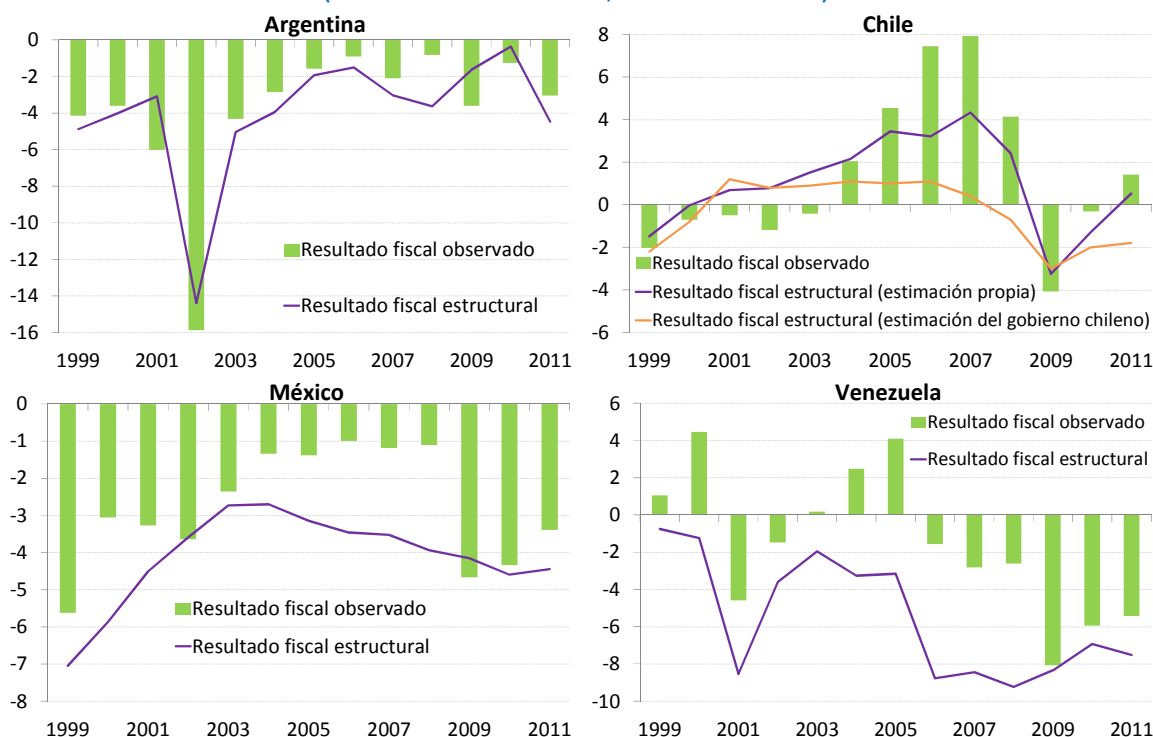 Argentina
0
-2
-4
-6
-8
-10
-12
-14
-16
Resultado fiscal observado
Resultado fiscal estructural
1999 2001 2003 2005 2007 2009 2011
Chile
8
6
4
2
0
-2
-4
-6
Resultado fiscal observado
Resultado fiscal estructural (estimación propia)
Resultado fiscal estructural (estimación del gobierno chileno)
1999 2001 2003 2005 2007 2009 2011
México
0
-1
-2
-3
-4
-5
-6
-7
-8
Resultado fiscal observado
Resultado fiscal estructural
1999 2001 2003 2005 2007 2009 2011
Venezuela
6
4
2
0
-2
-4
-6
-8
-10
Resultado fiscal observado
Resultado fiscal estructural
1999 2001 2003 2005 2007 2009 2011